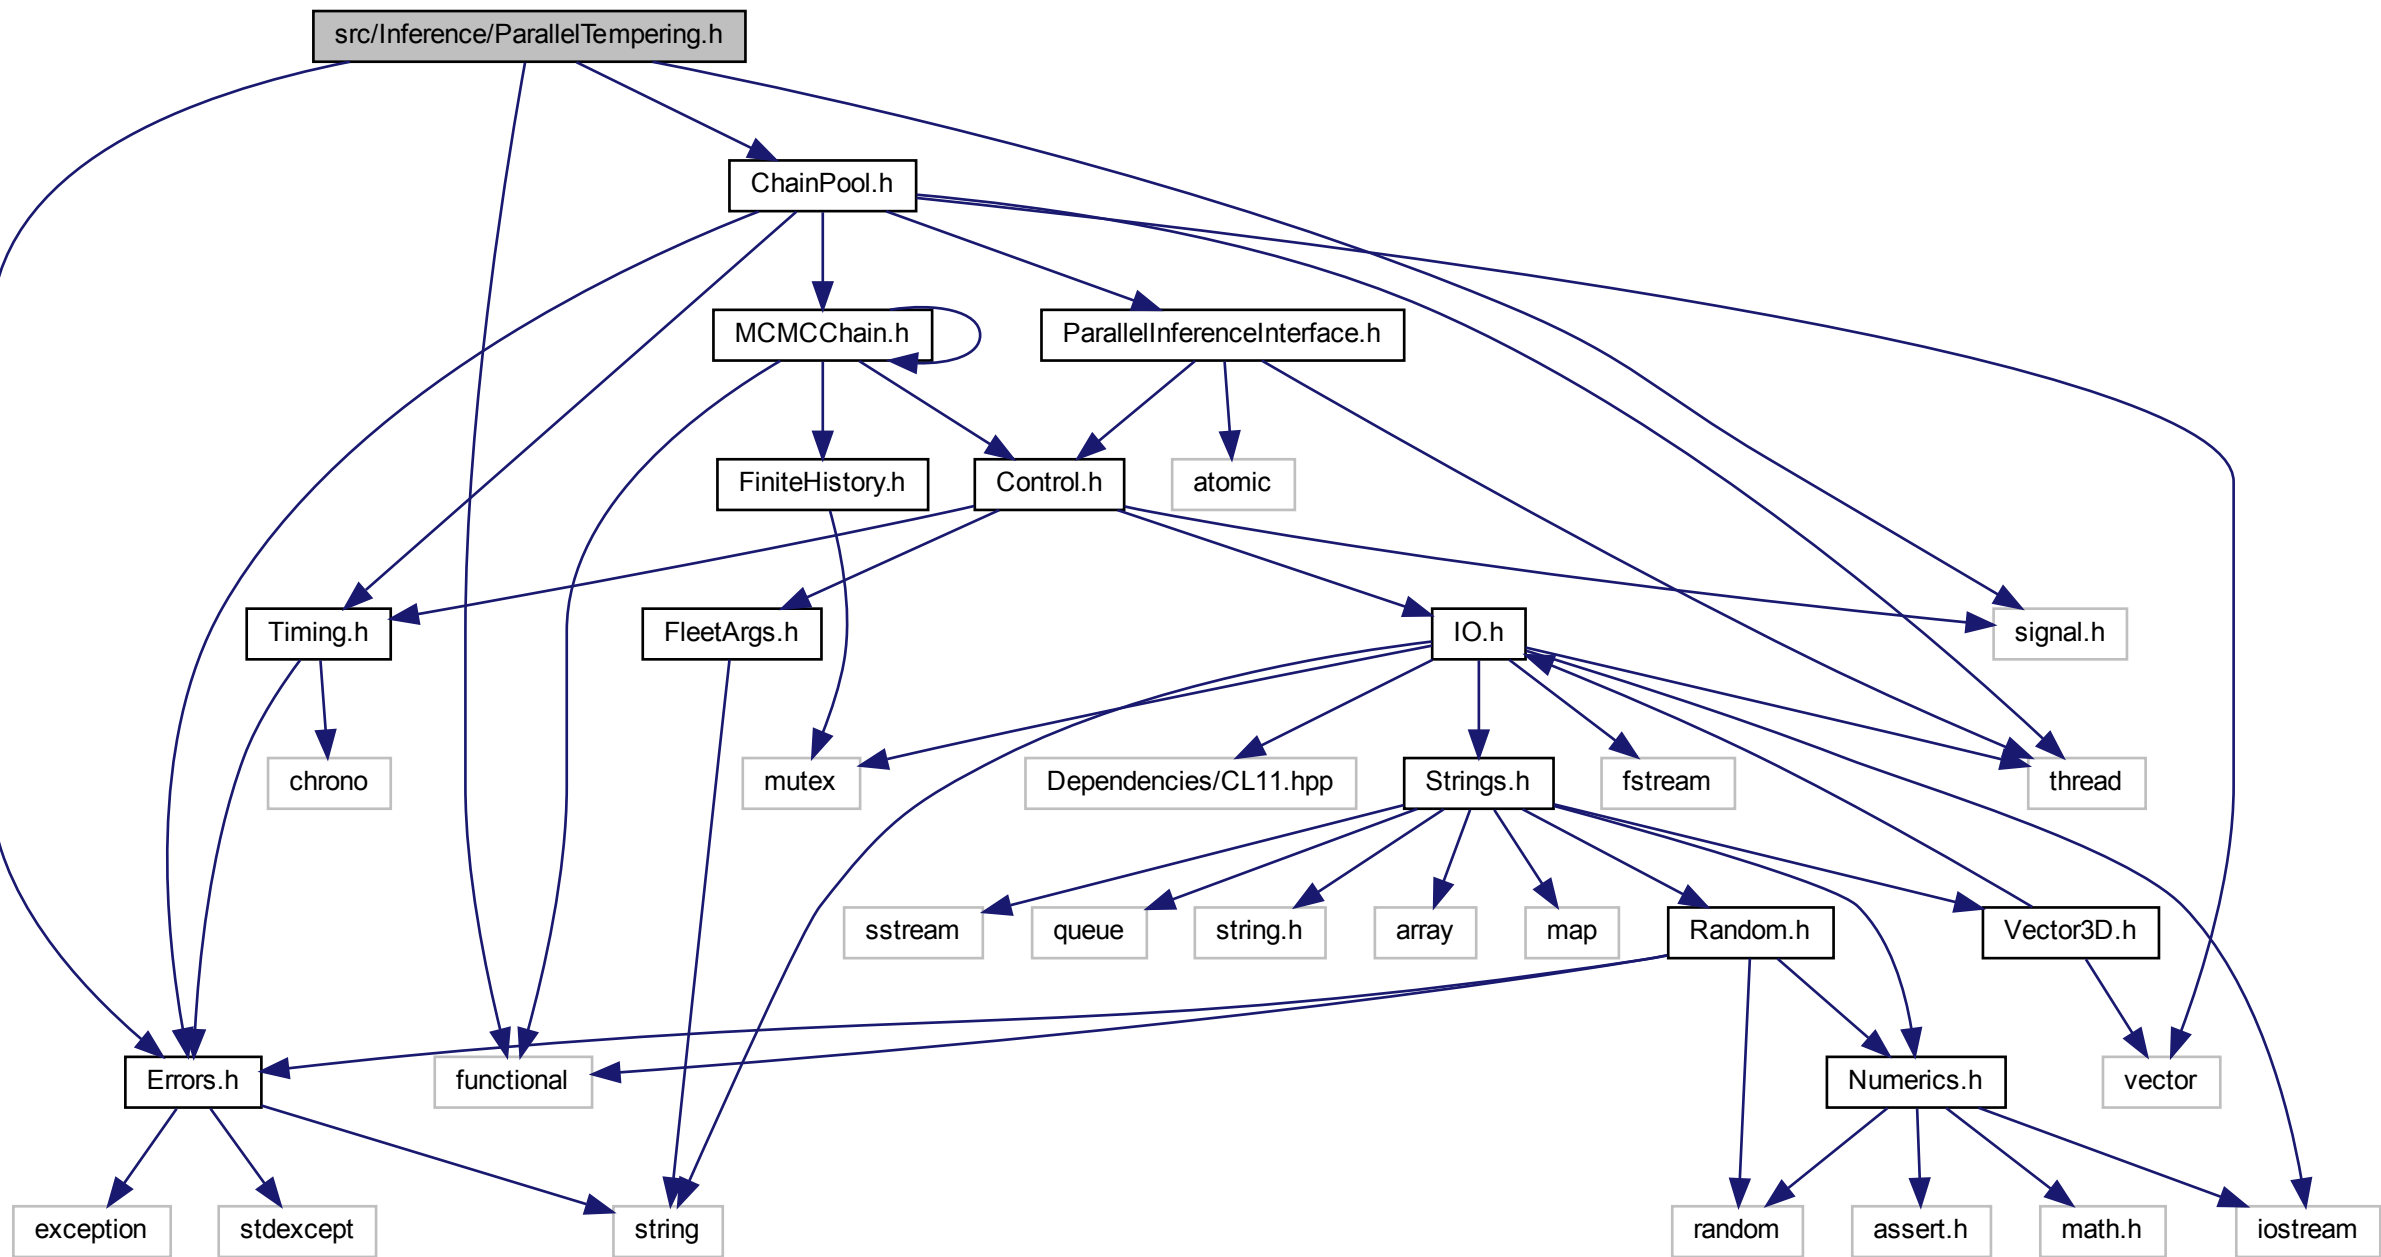 src/Inference/ParallelTempering.h
ChainPool.h
MCMCChain.h
ParallelInferenceInterface.h
FiniteHistory.h
Control.h
atomic
Timing.h
FleetArgs.h
IO.h
signal.h
chrono
mutex
Dependencies/CL11.hpp
Strings.h
fstream
thread
sstream
queue
string.h
array
map
Random.h
Vector3D.h
Errors.h
functional
Numerics.h
vector
exception
stdexcept
string
random
assert.h
math.h
iostream